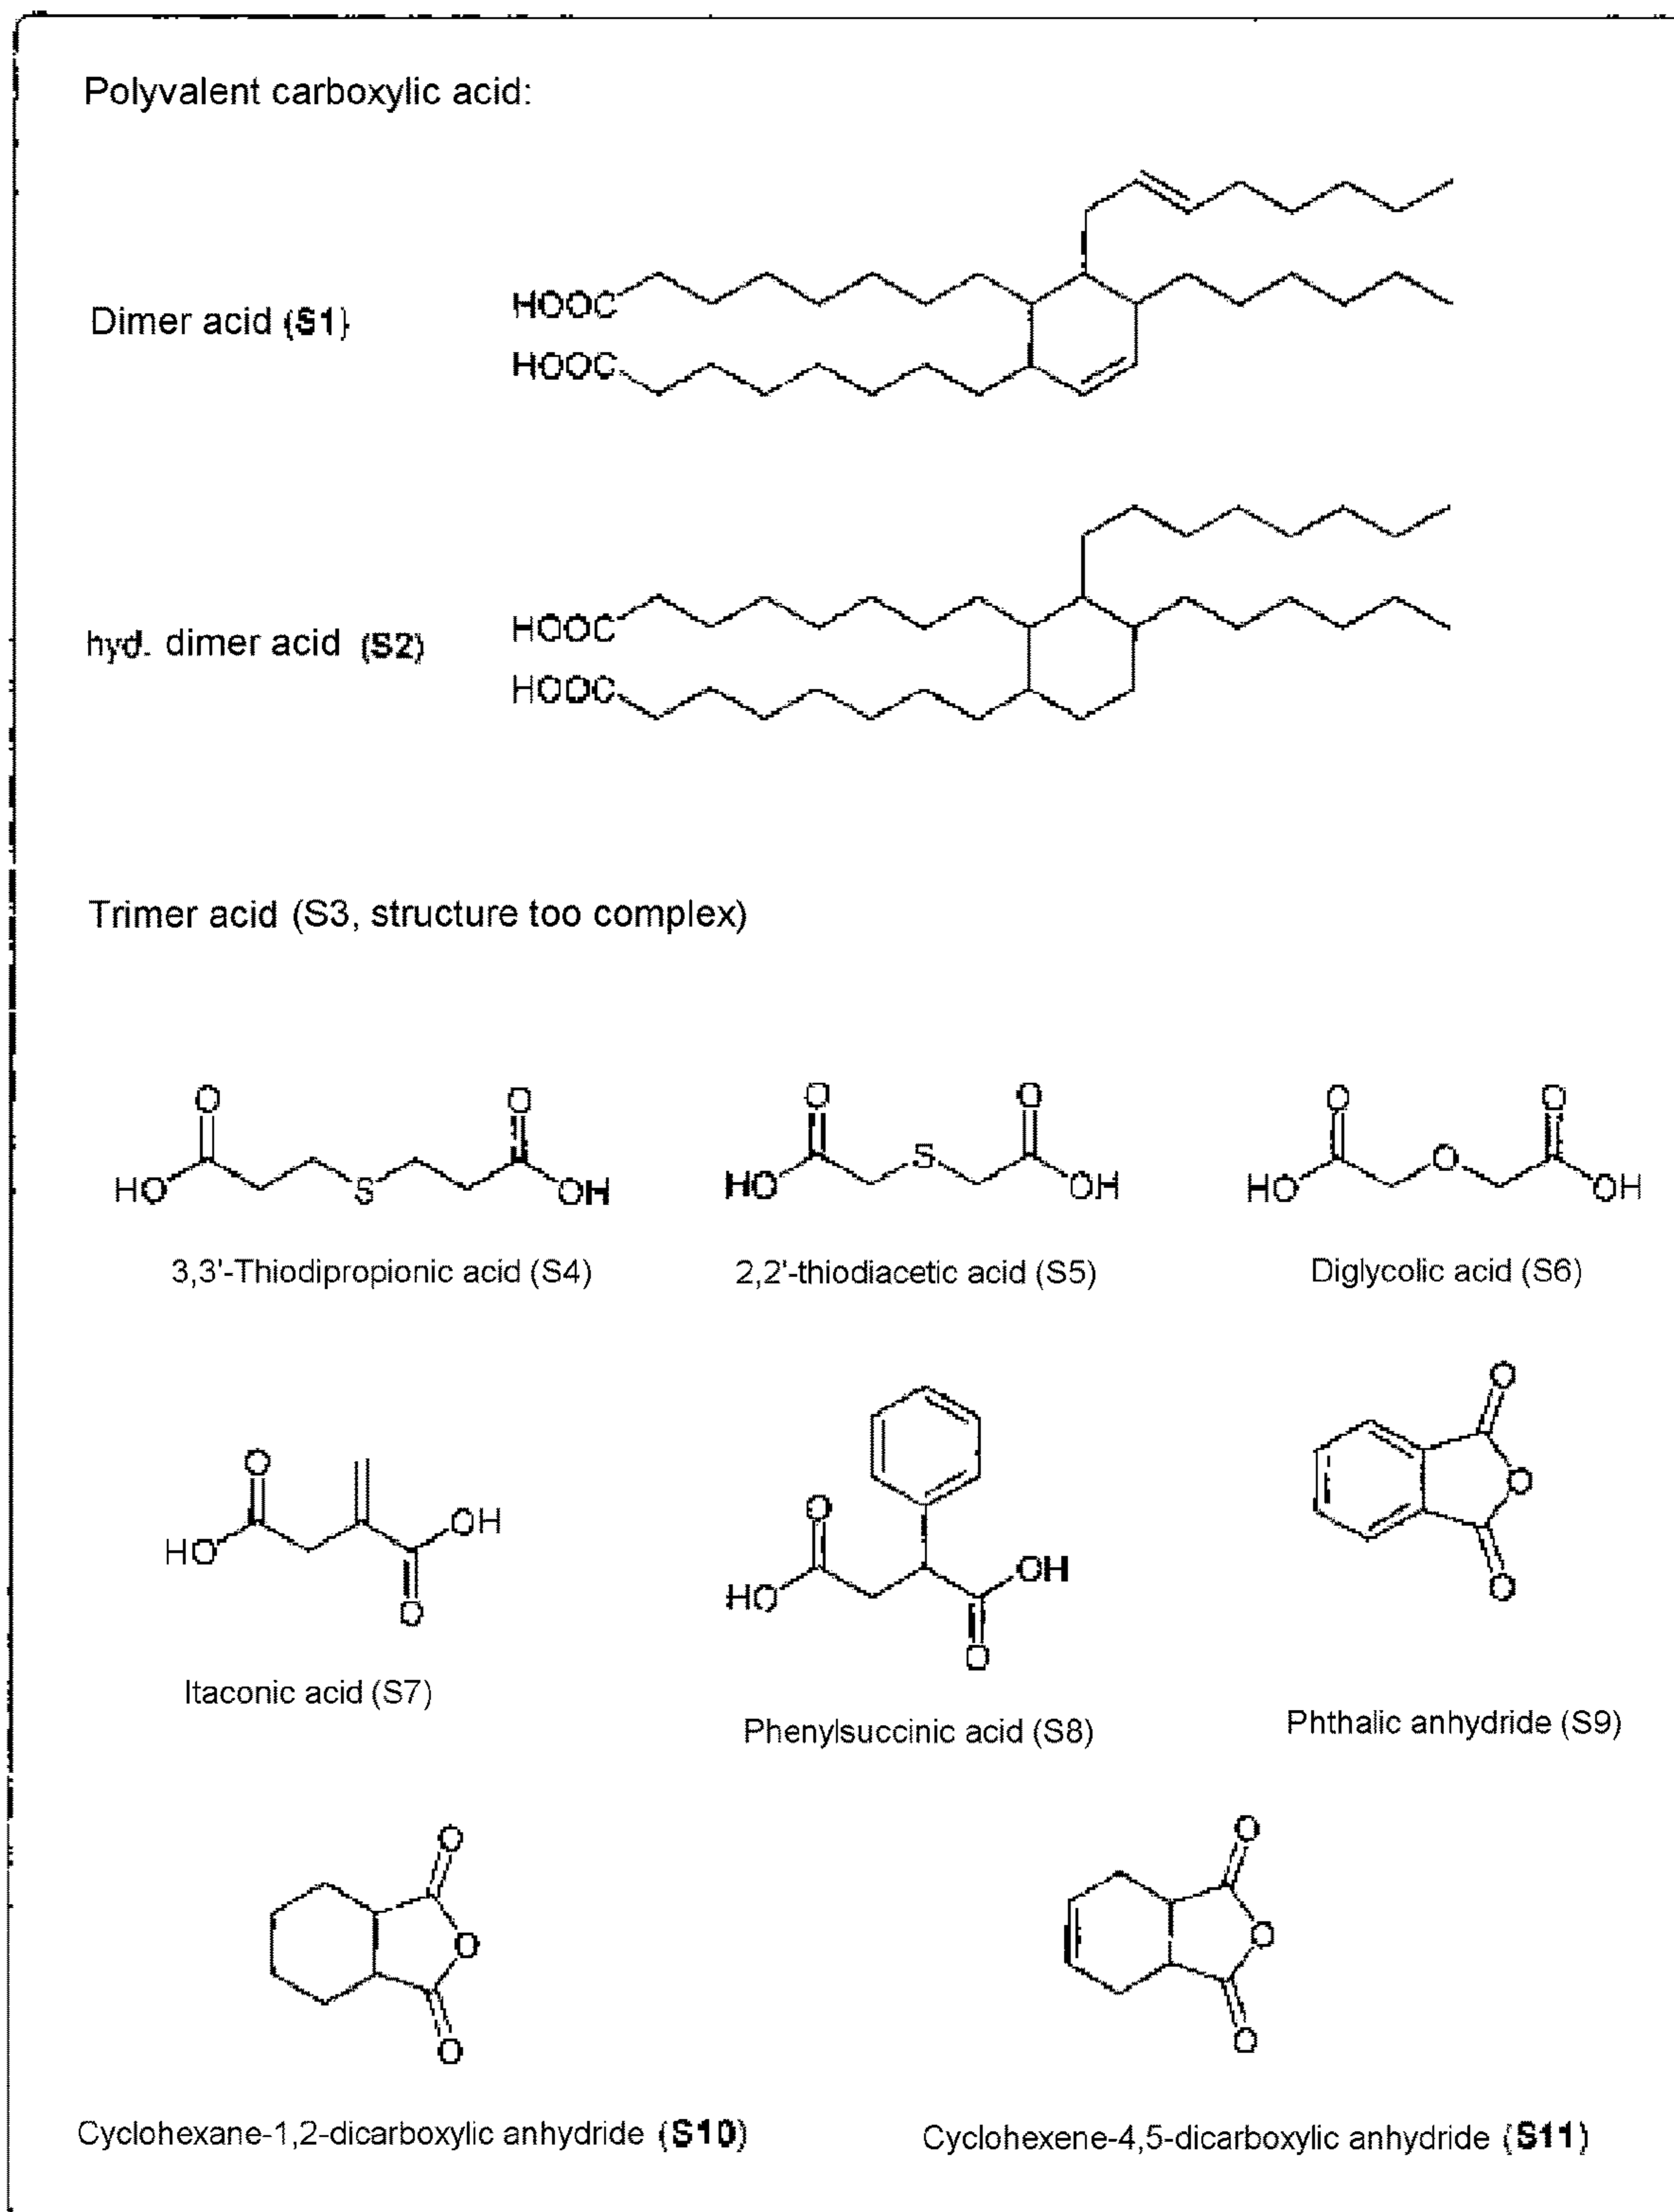 Polyvalent carboxylic acid:
HOOC
Dimer acid (S1)
HOOC
HOOC
hyd. dimer acid (S2)
HOOC
Trimer acid (S3, structure too complex)
O O O O O O
HO S OH HO S OH HO O OH
3,3'-Thiodipropionic acid (S4) 2,2'-thiodiacetic acid (S5) Diglycolic acid (S6)
O HO OH O
O HO OH O
O O O
Itaconic acid (S7) Phenylsuccinic acid (S8) Phthalic anhydride (S9)
O O O
O O O
Cyclohexane-1,2-dicarboxylic anhydride (S10) Cyclohexene-4,5-dicarboxylic anhydride (S11)